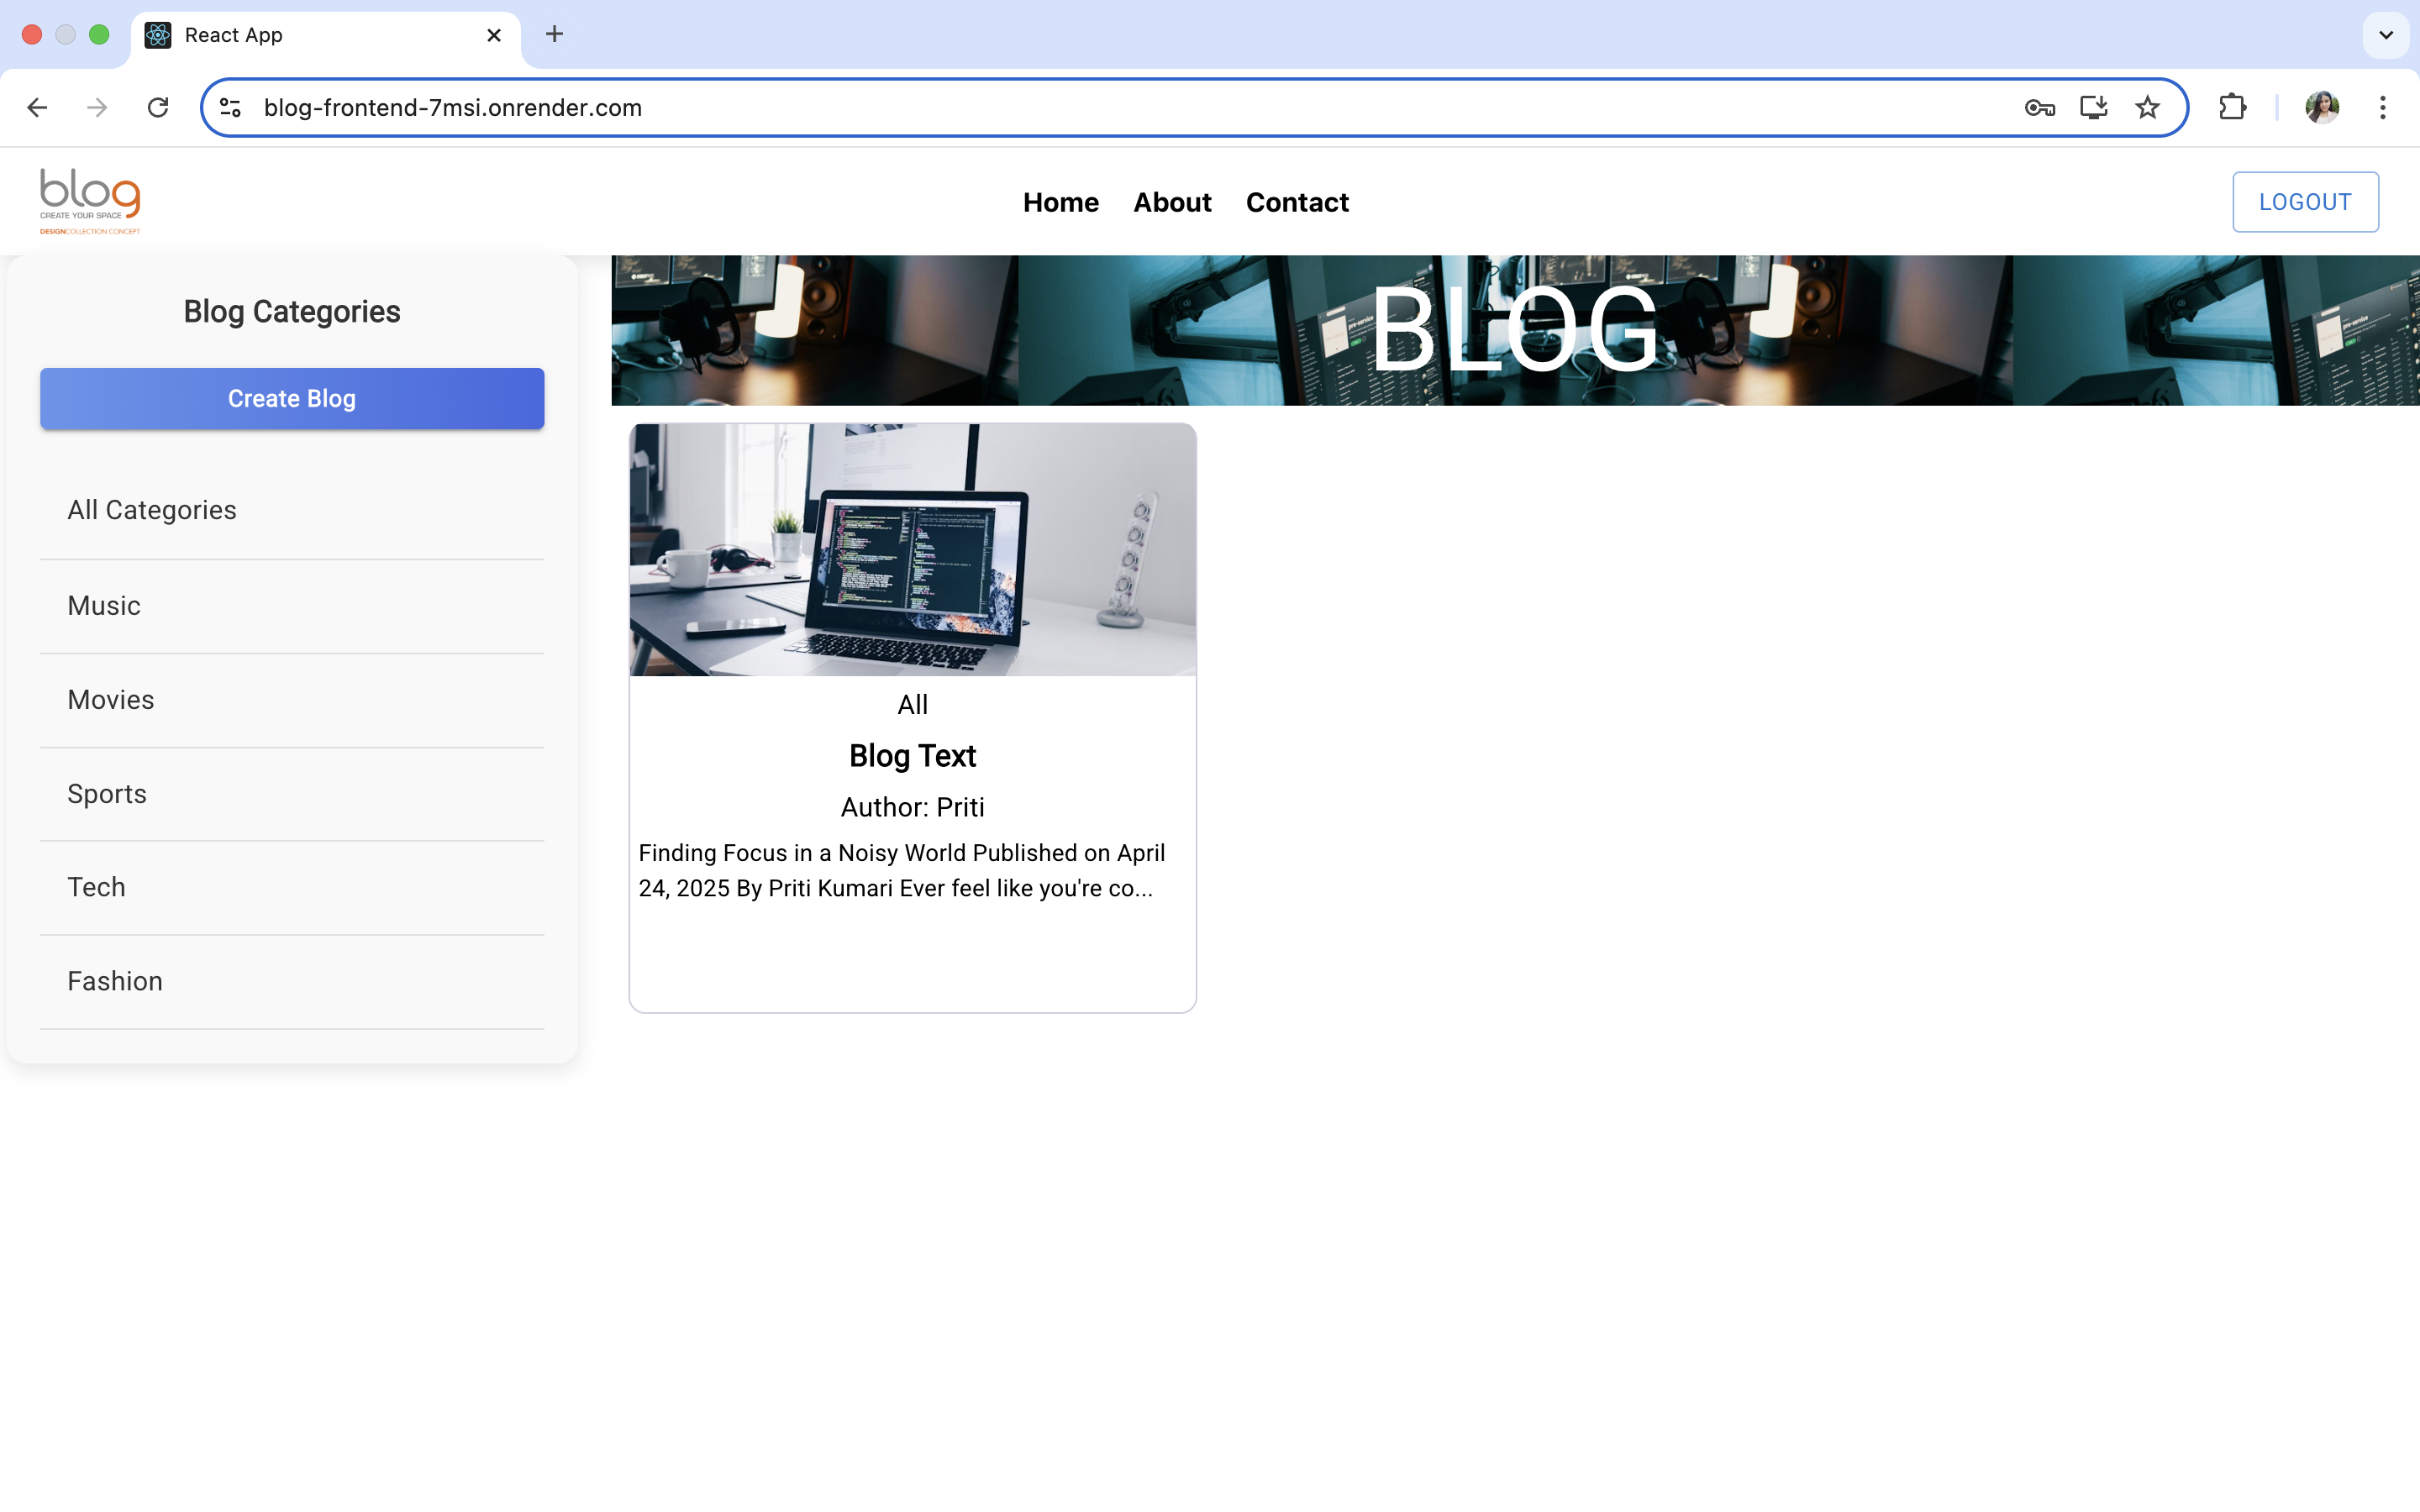 React App
blog-frontend-7msi.onrender.com
blog
CREATE YOUR SPACE
DESIGNCOLLECTION CONCEPT
Home About Contact
LOGOUT
Blog Categories
Create Blog
All Categories
Music
Movies
Sports
Tech
Fashion
BLOG
All
Blog Text
Author: Priti
Finding Focus in a Noisy World Published on April
24, 2025 By Priti Kumari Ever feel like you're co...